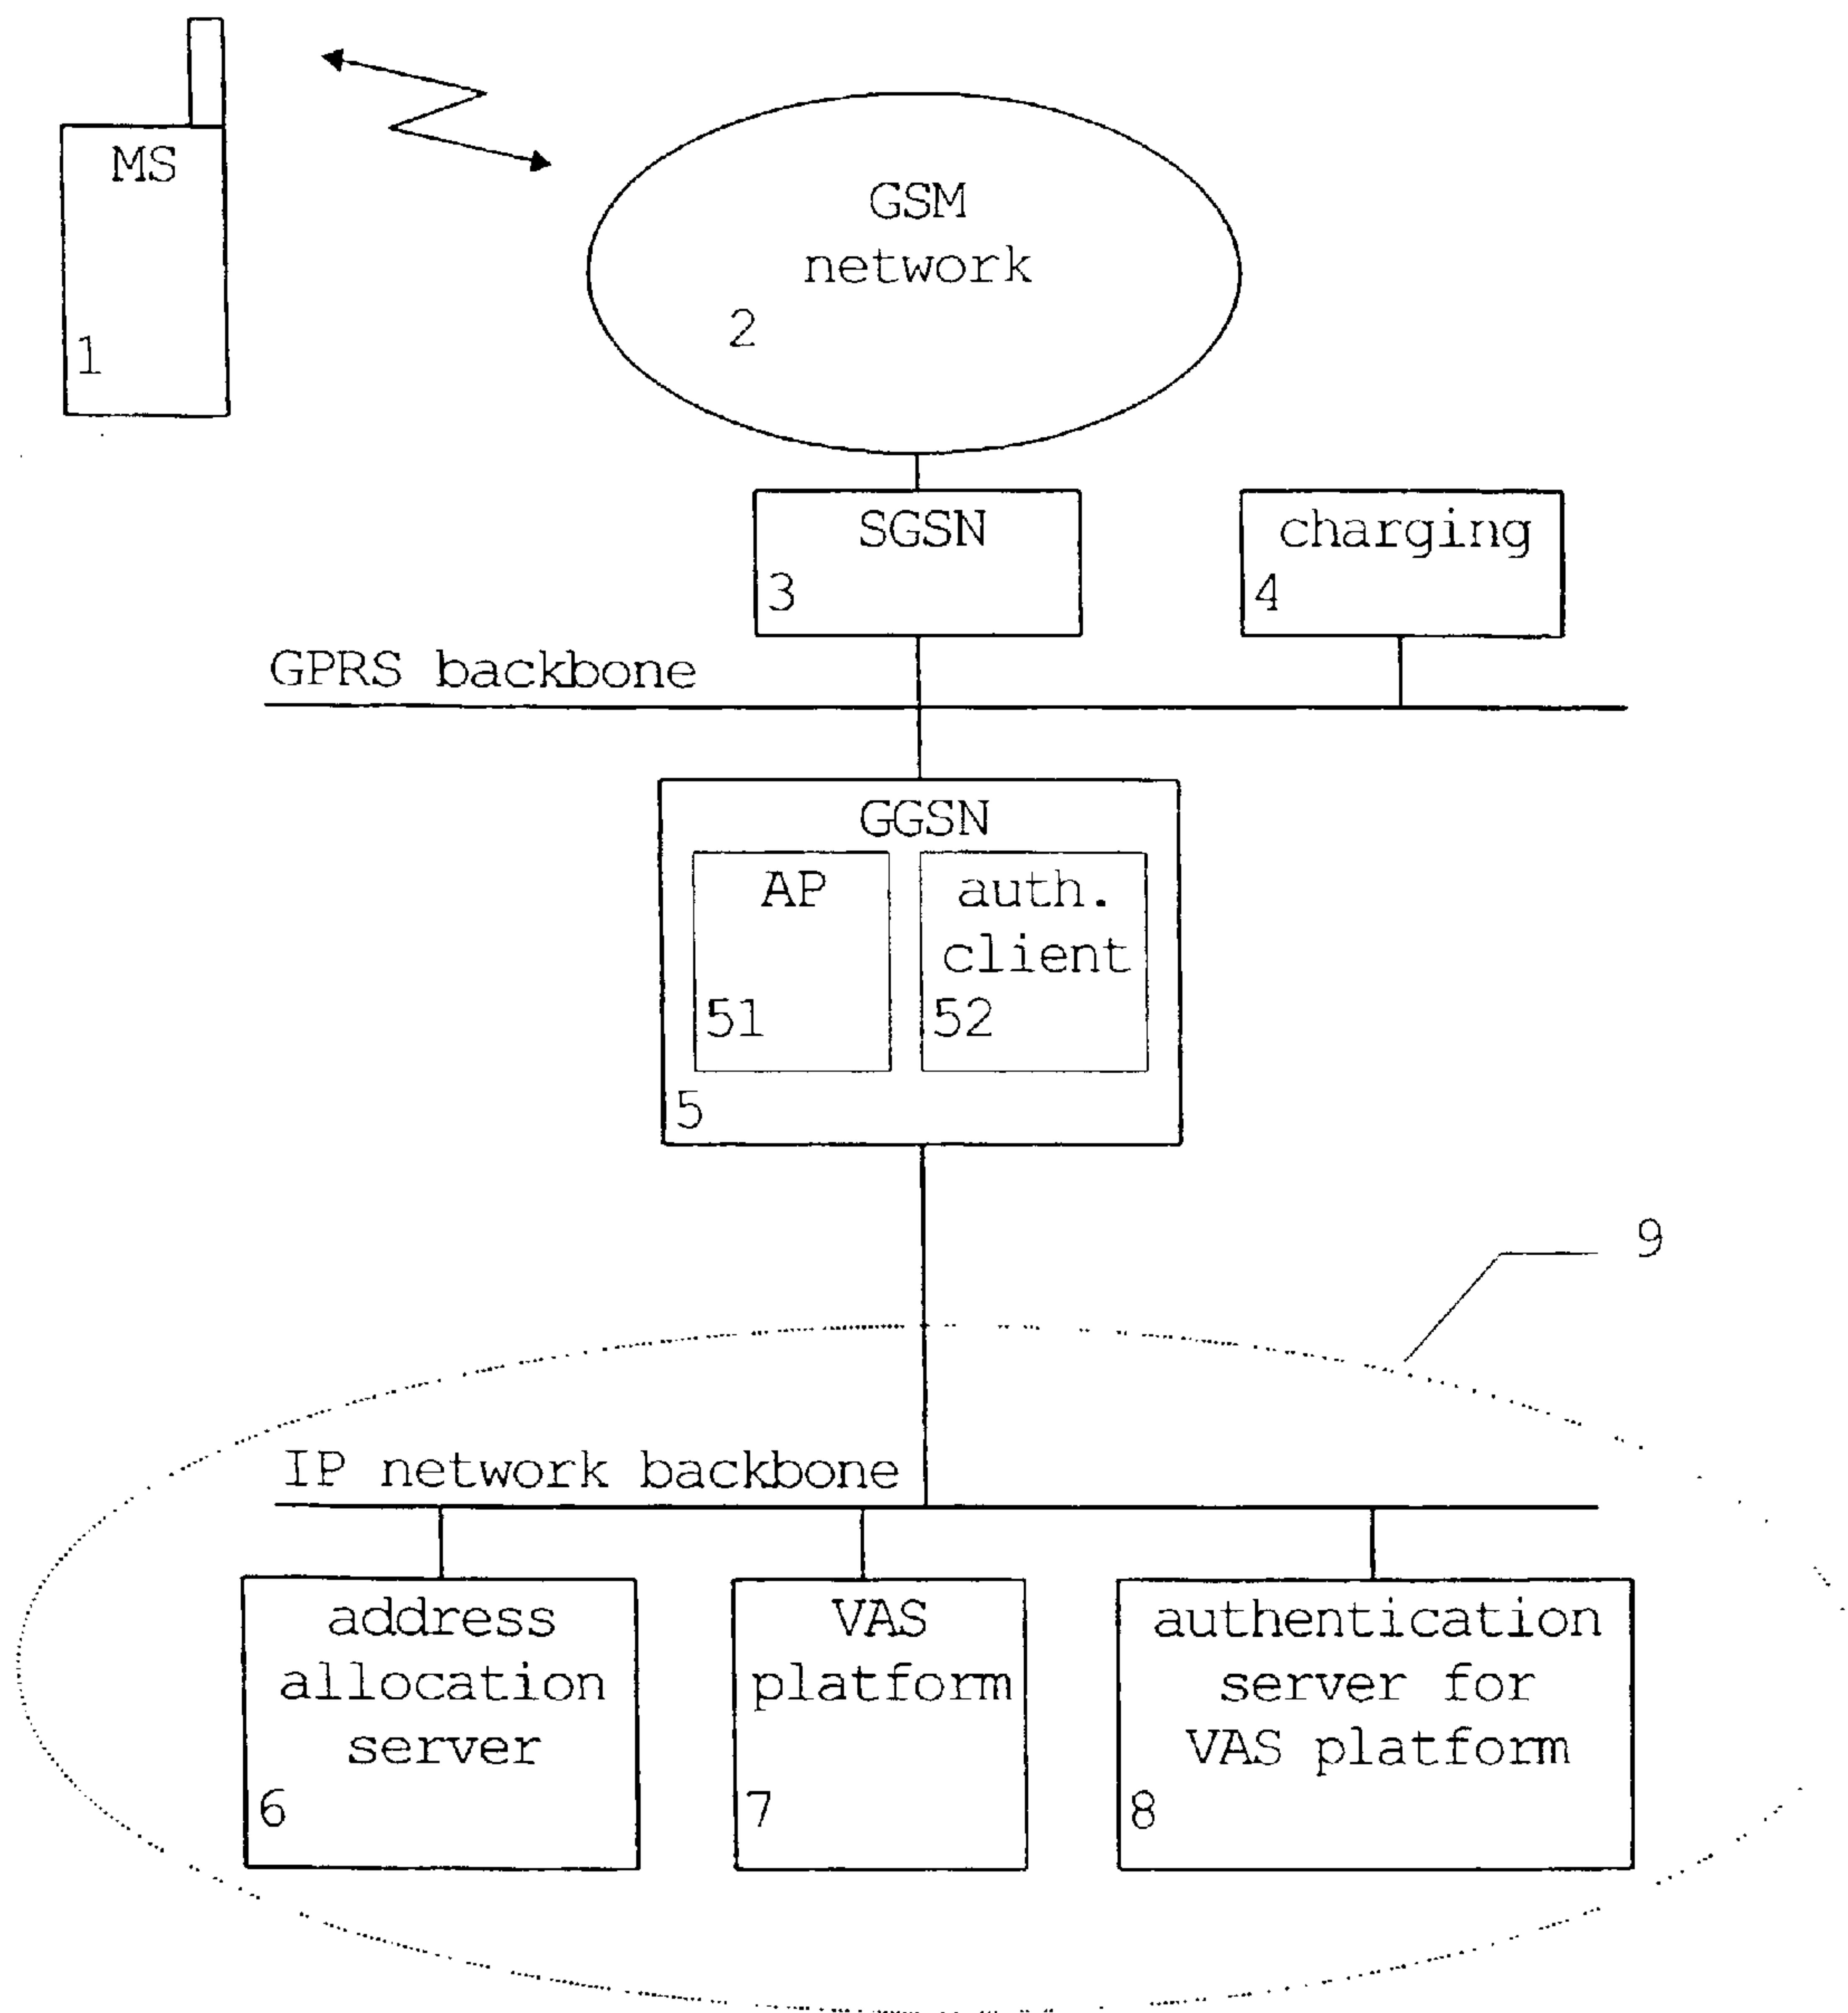 MS
1
GSM
network
2
SGSN
3
charging
4
GPRS backbone
GGSN
AP
51
auth.
client
52
5
9
IP network backbone
address
allocation
server
6
VAS
platform
7
authentication
server for
VAS platform
8